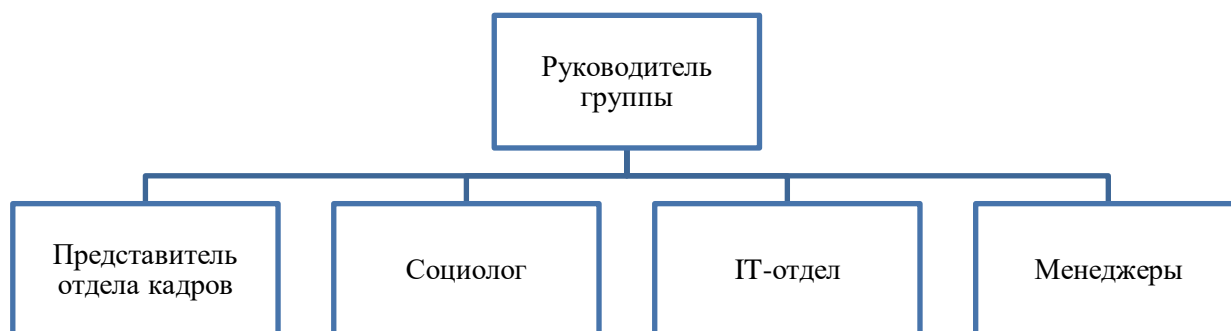 Руководитель
группы
Представитель
отдела кадров
Социолог
IT-отдел
Менеджеры